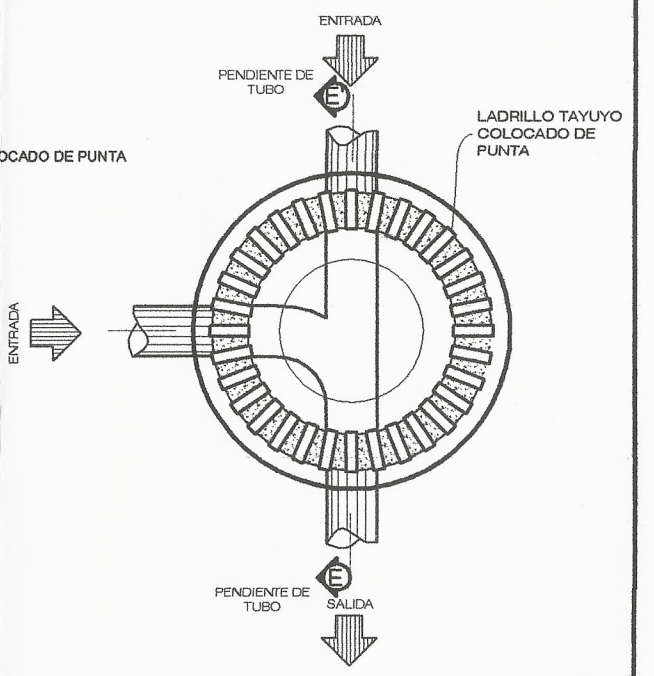 ENTRADA
PENDIENTE DE
TUBO
E'
LADRILLO TAYUYO
COLOCADO DE
PUNTA
OCADO DE PUNTA
ENTRADA
E
PENDIENTE DE
TUBO
SALIDA